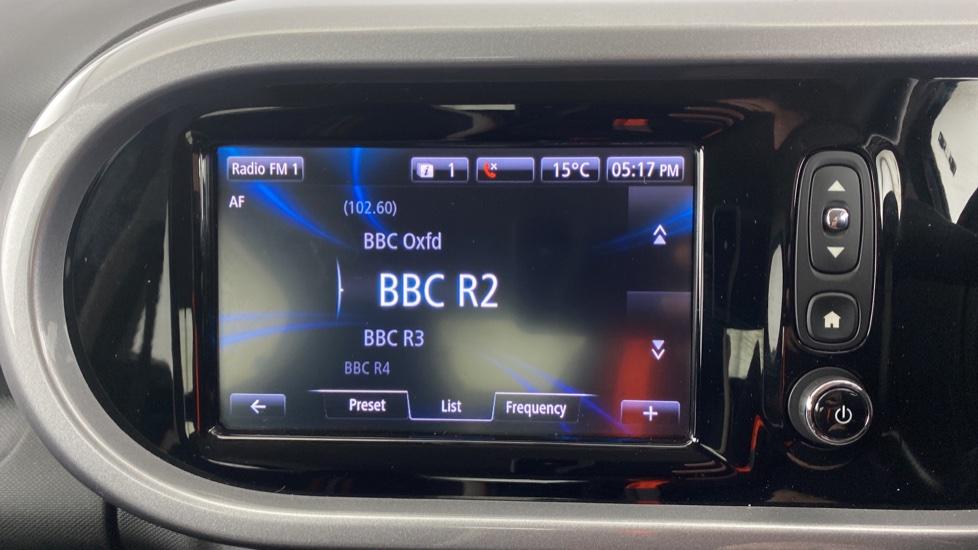 Radio FM 1
i 1
15°C
05:17 PM
AF
(102.60)
BBC Oxfd
BBC R2
BBC R3
BBC R4
Preset
List
Frequency
+